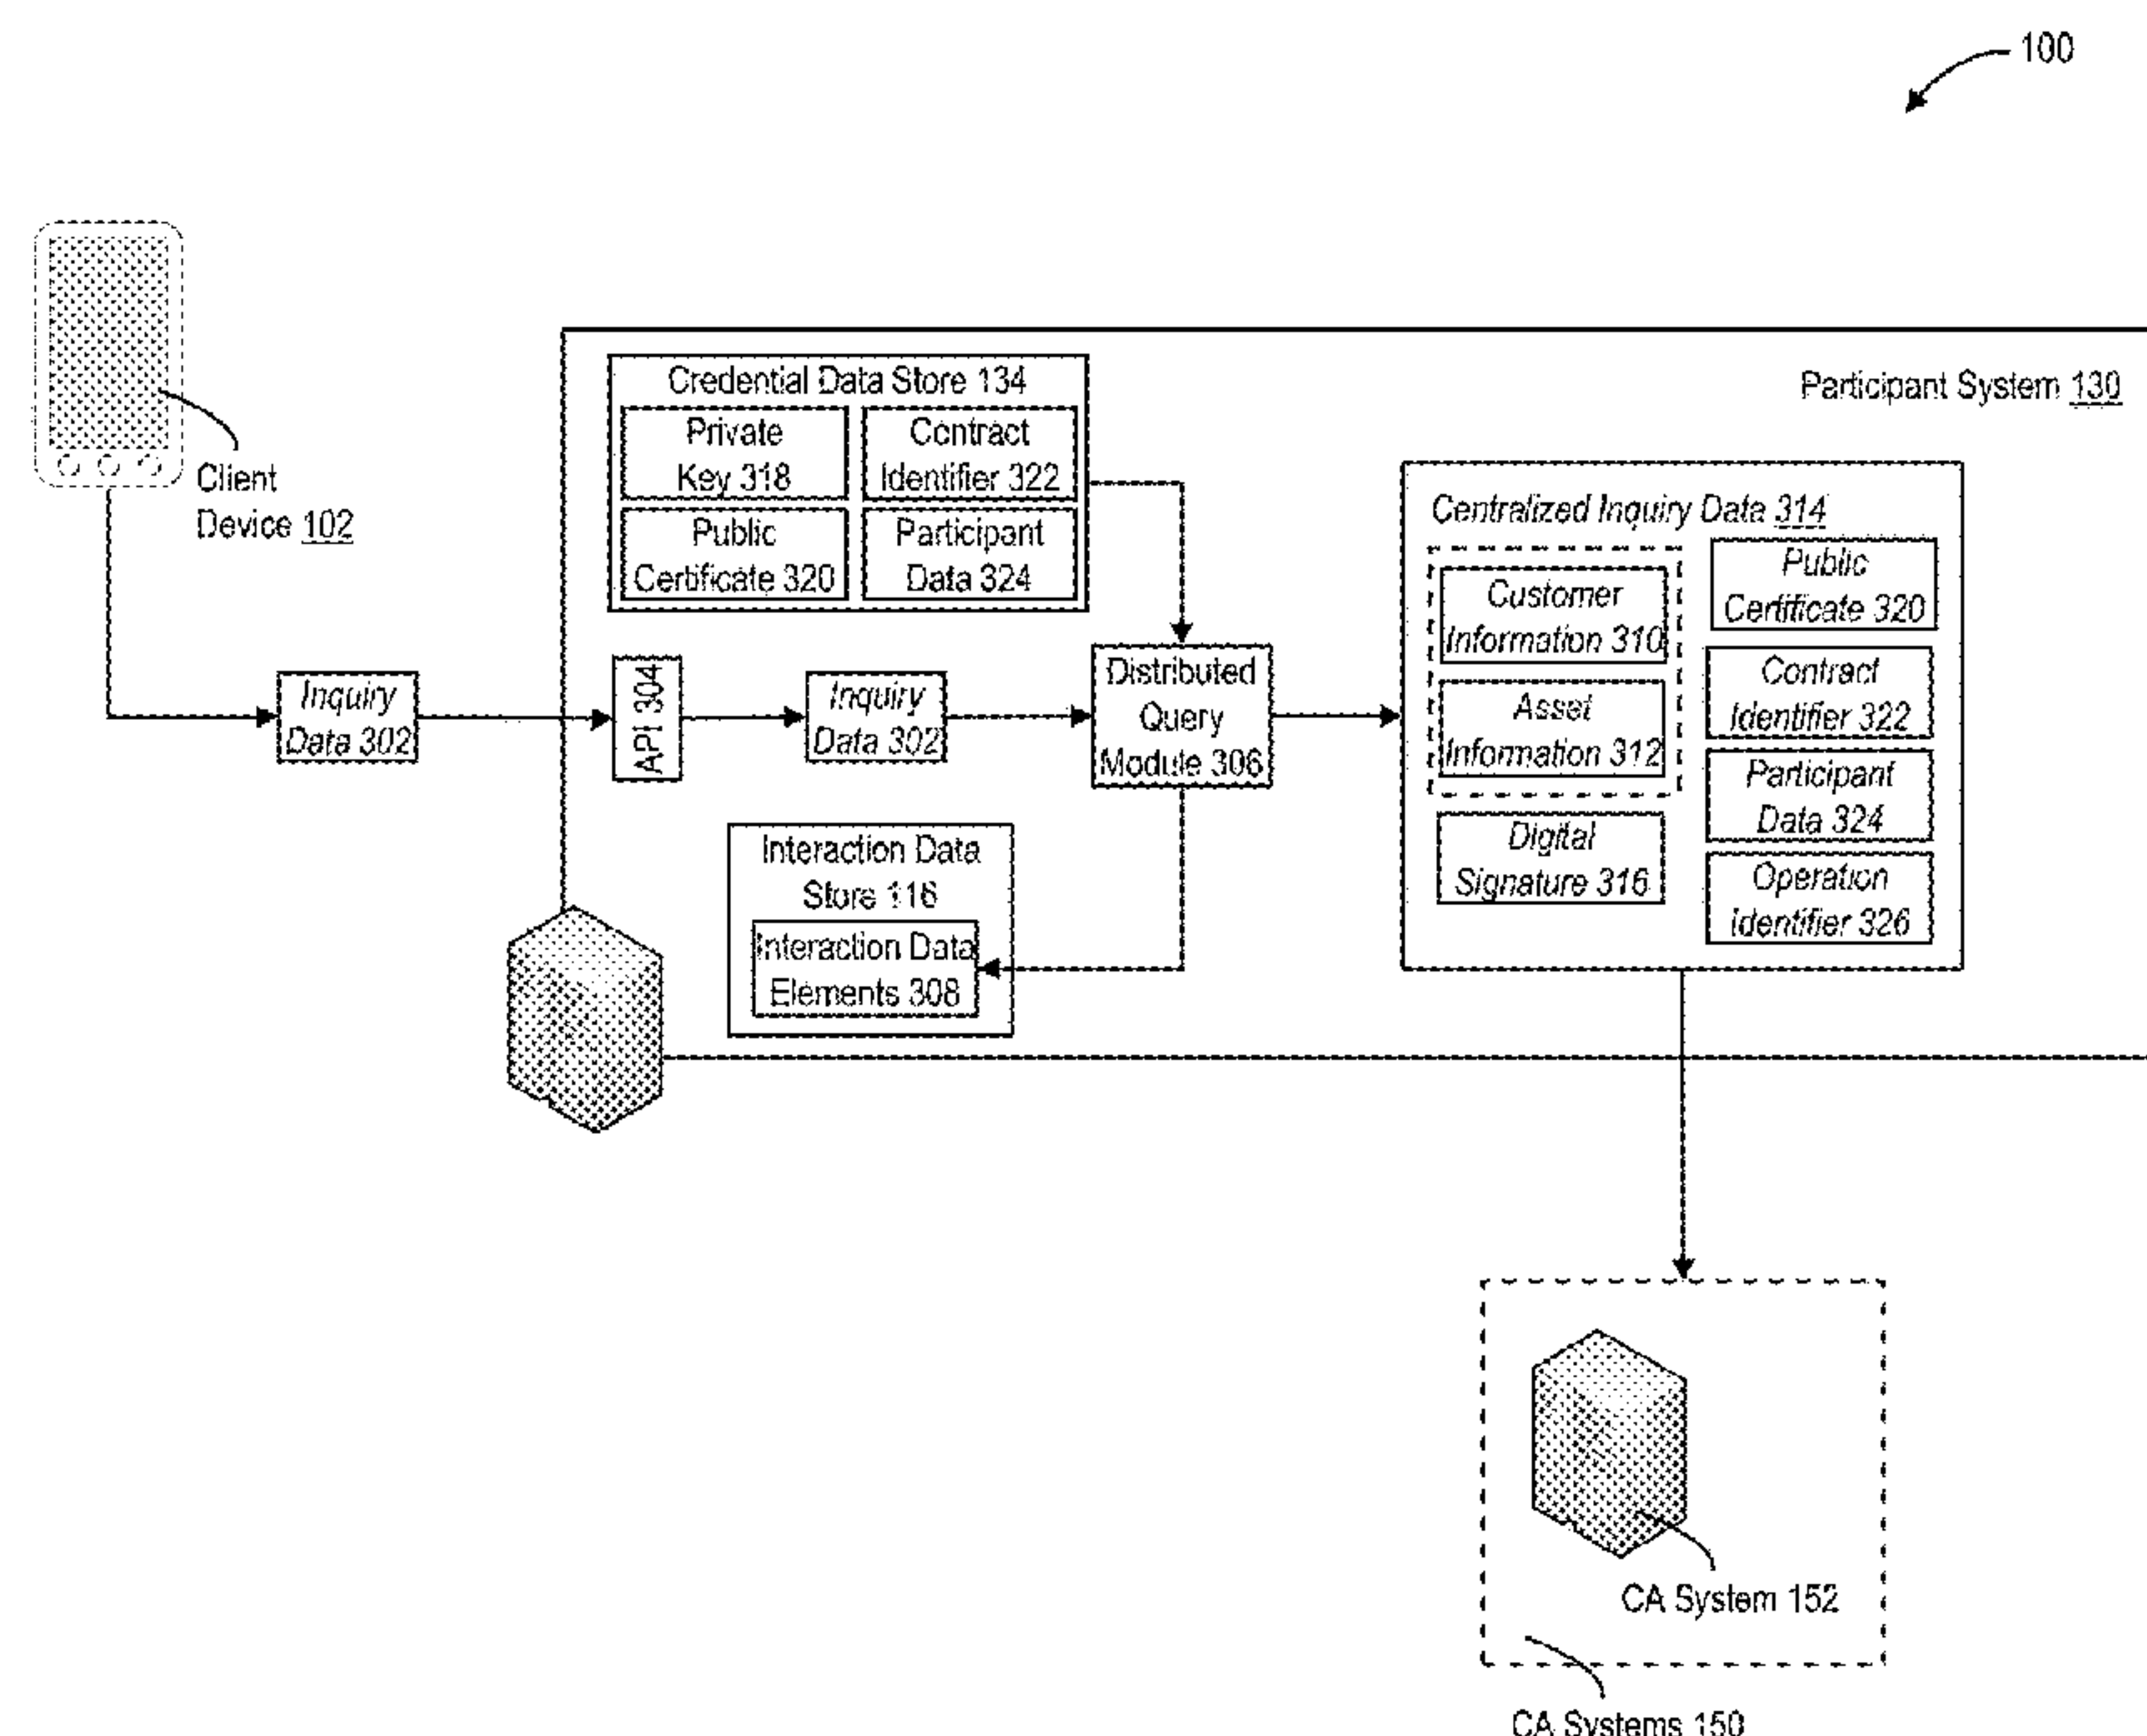 100
Participant System 130
Client
Device 102
Credential Data Store 134
Private
Key 318
Contract
Identifier 322
Public
Certificate 320
Participant
Data 324
Inquiry
Data 302
API 304
Inquiry
Data 302
Distributed
Query
Module 306
Interaction Data
Store 116
Interaction Data
Elements 308
Centralized Inquiry Data 314
Customer
Information 310
Asset
Information 312
Digital
Signature 316
Public
Certificate 320
Contract
Identifier 322
Participant
Data 324
Operation
Identifier 326
CA System 152
CA Systems 150